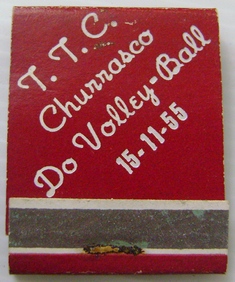 T. T. C.
Churrasco
Do Volley-Ball
15-11-55